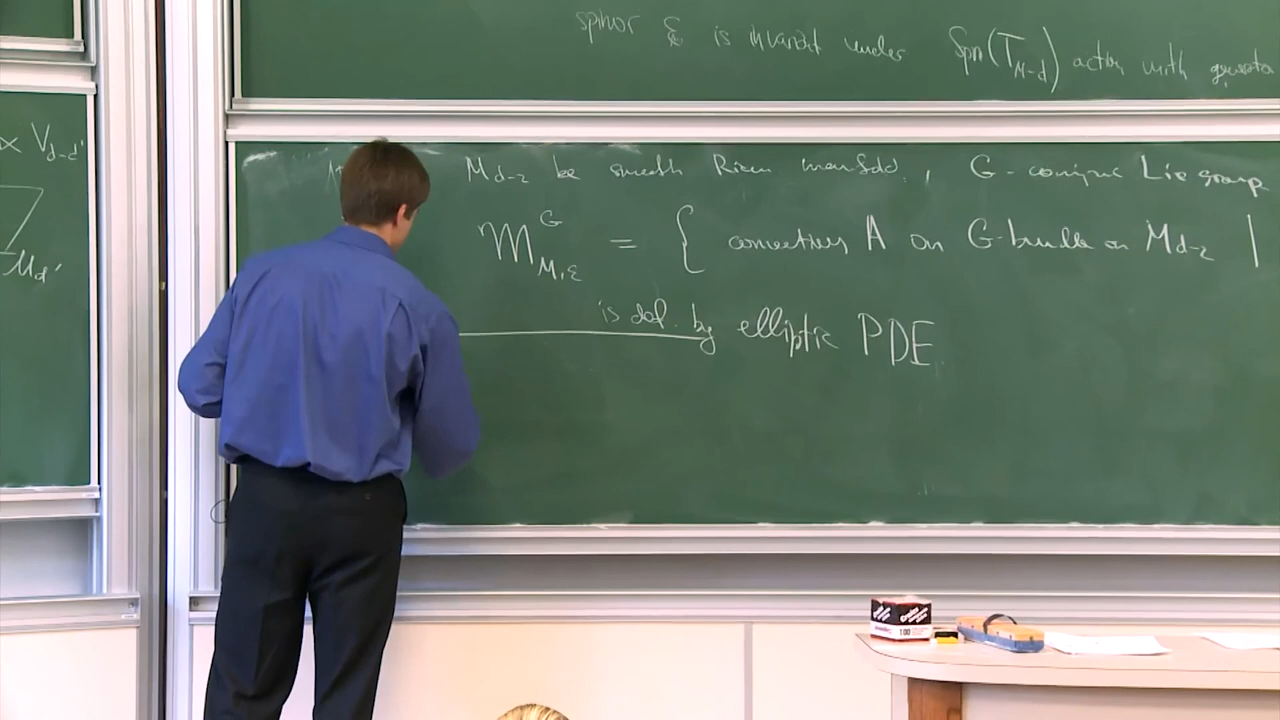 ∝ V_{d-d'}
M_{d'}
spinor ε is invariant under Spin(T_{M-d}) action with
M_{d-2} be smooth Riem manifold, G - compact Lie group
M^G_{M,ε} = { connections A on G-bundle on M_{d-2} |
is def. by elliptic PDE
100